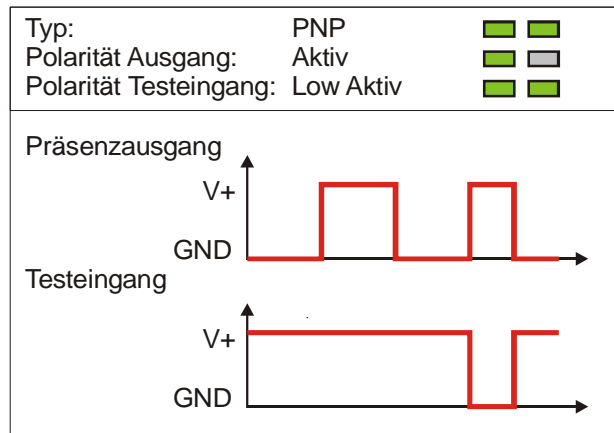 Typ: PNP
Polarität Ausgang: Aktiv
Polarität Testeingang: Low Aktiv
Präsenzausgang
V+
GND
Testeingang
V+
GND